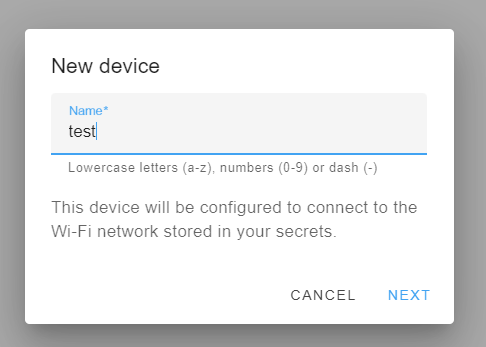 New device
Name*
test
Lowercase letters (a-z), numbers (0-9) or dash (-)
This device will be configured to connect to the
Wi-Fi network stored in your secrets.
CANCEL NEXT